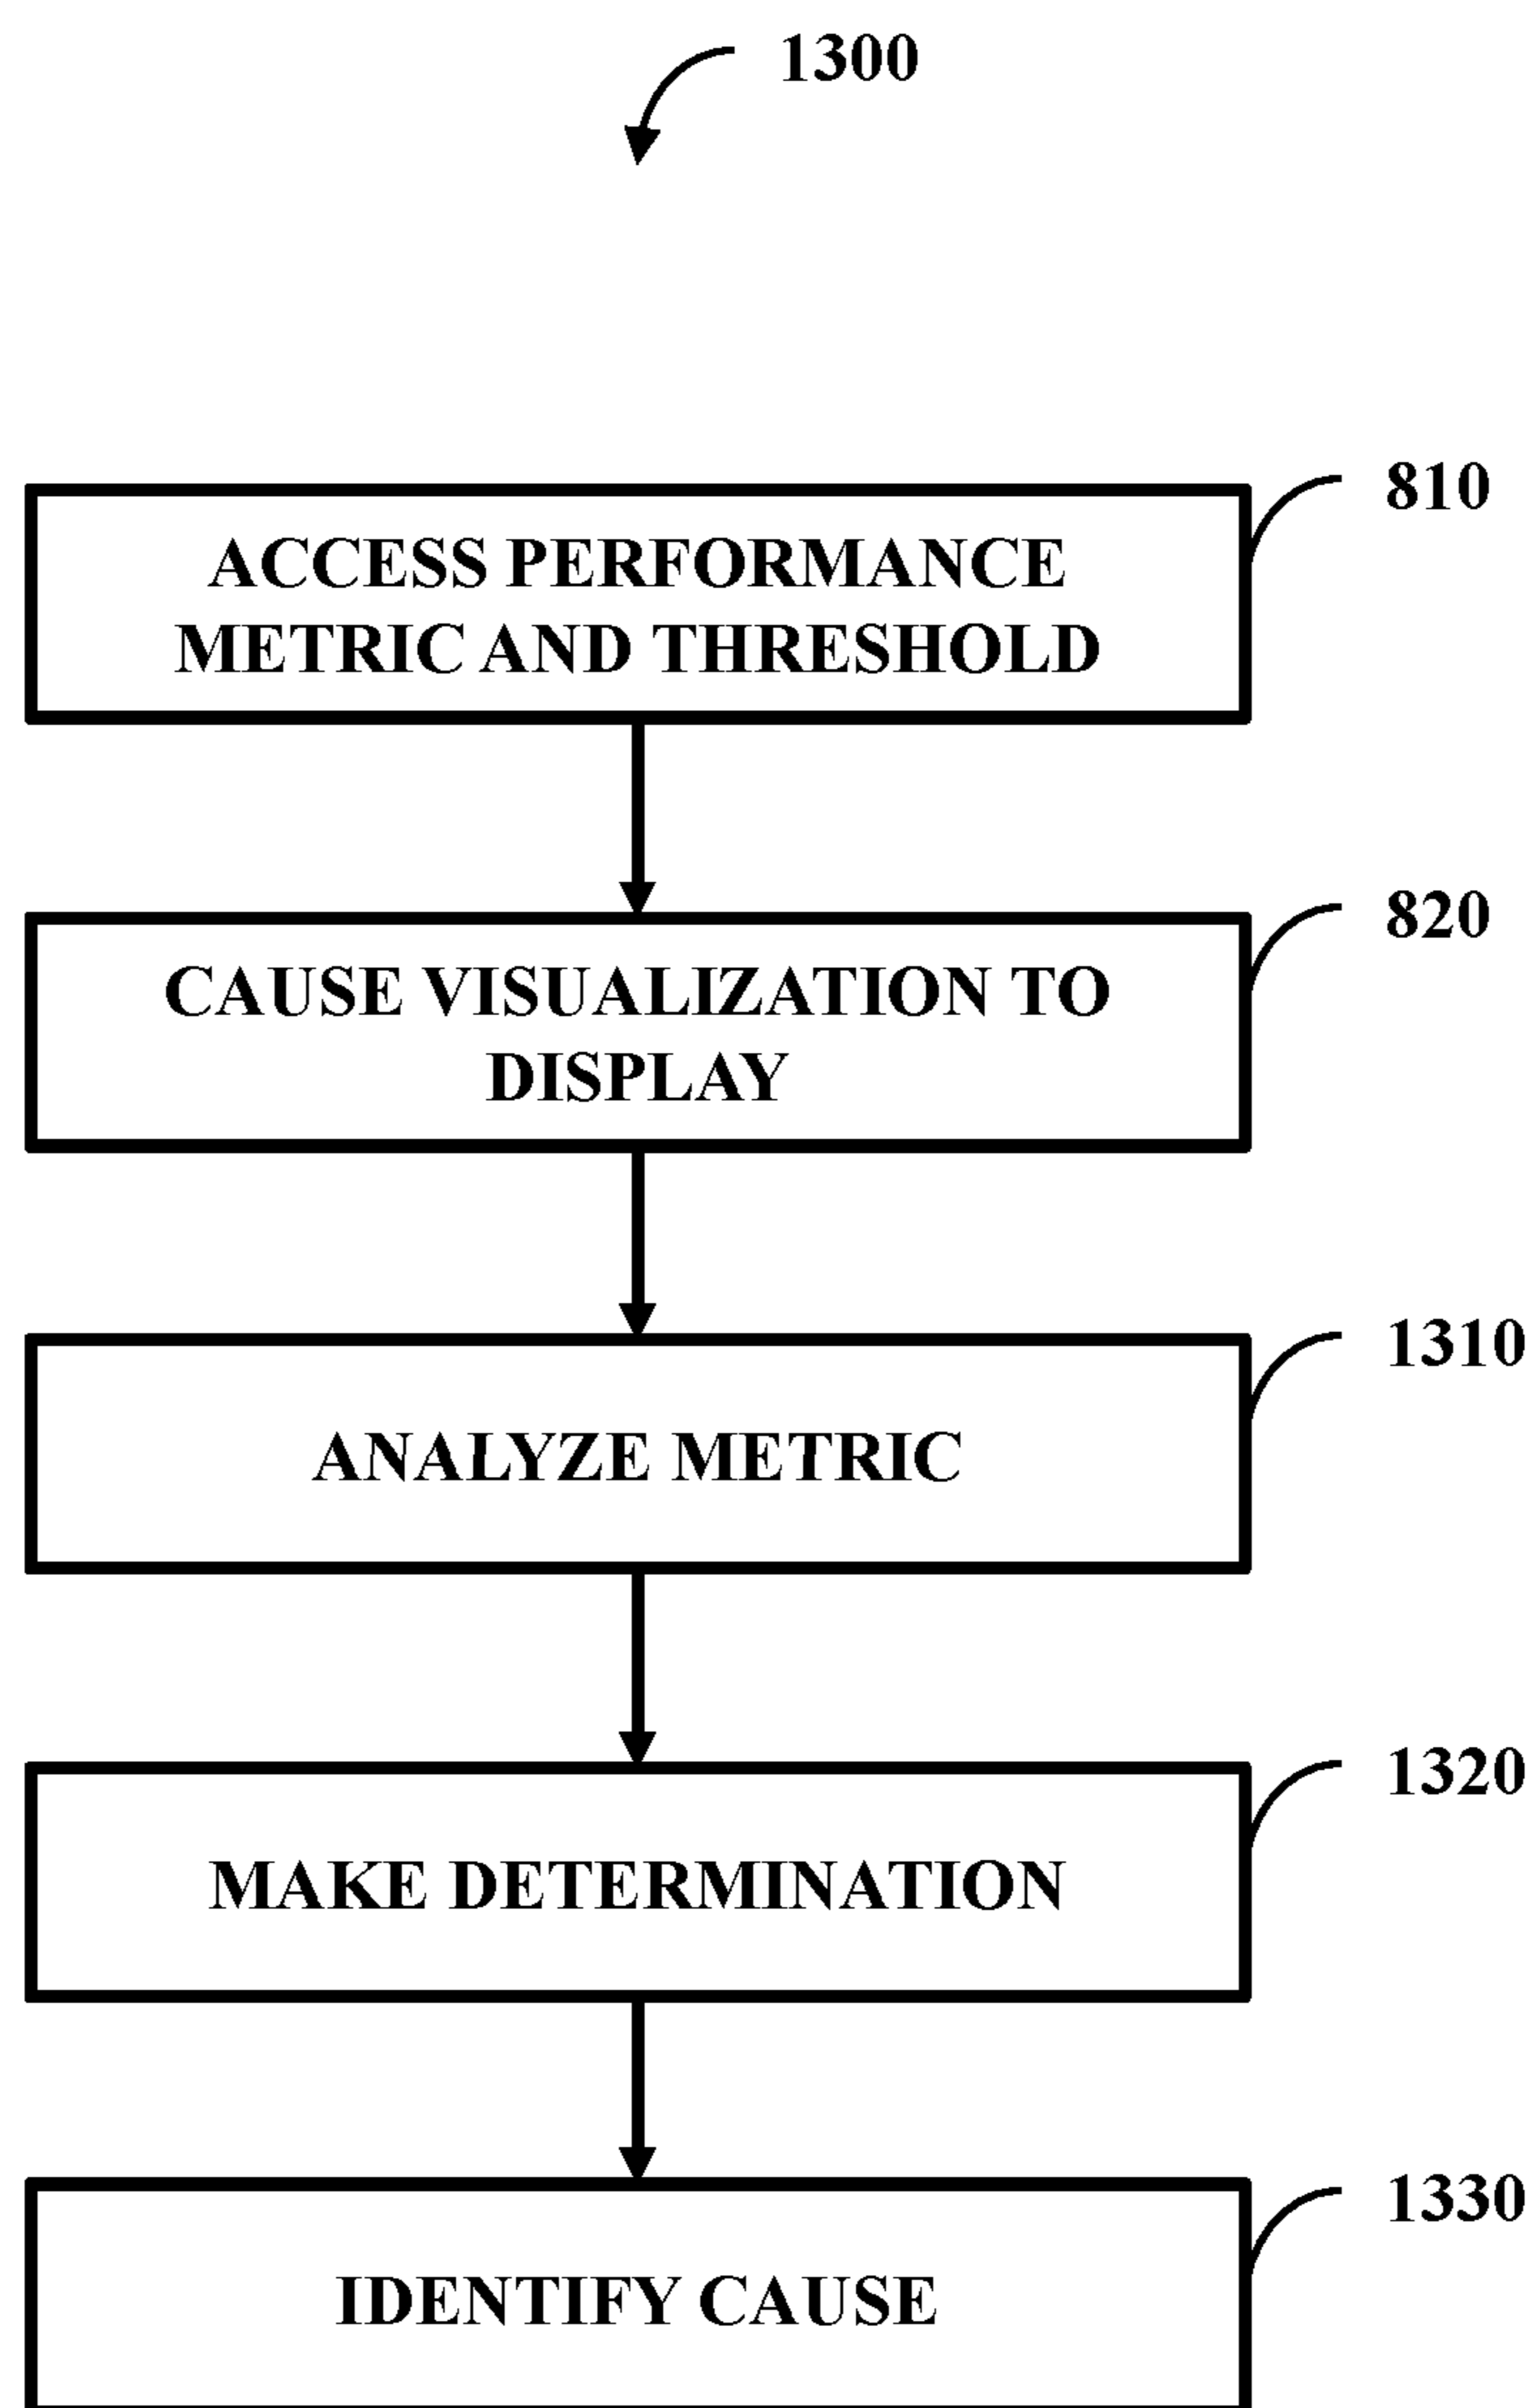 1300
810
ACCESS PERFORMANCE
METRIC AND THRESHOLD
820
CAUSE VISUALIZATION TO
DISPLAY
1310
ANALYZE METRIC
1320
MAKE DETERMINATION
1330
IDENTIFY CAUSE